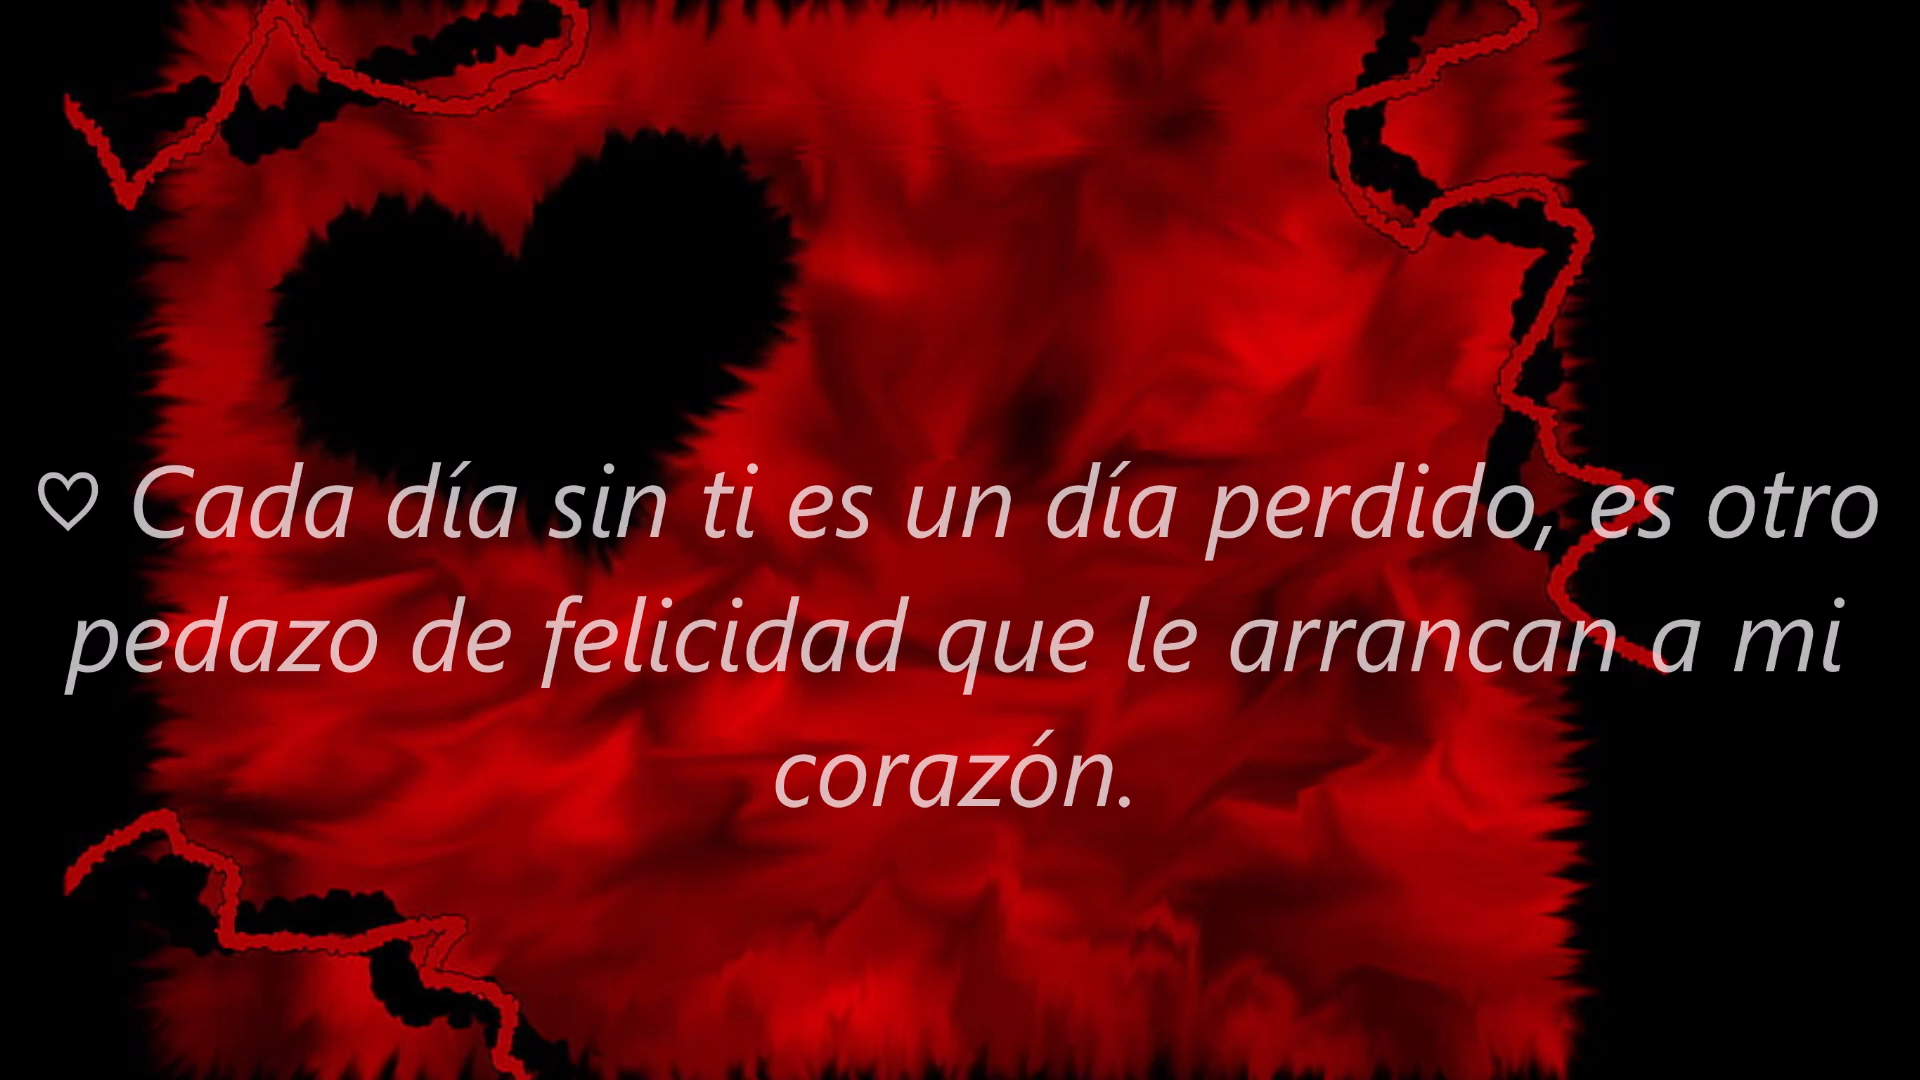 ♡ Cada día sin ti es un día perdido, es otro
pedazo de felicidad que le arrancan a mi
corazón.